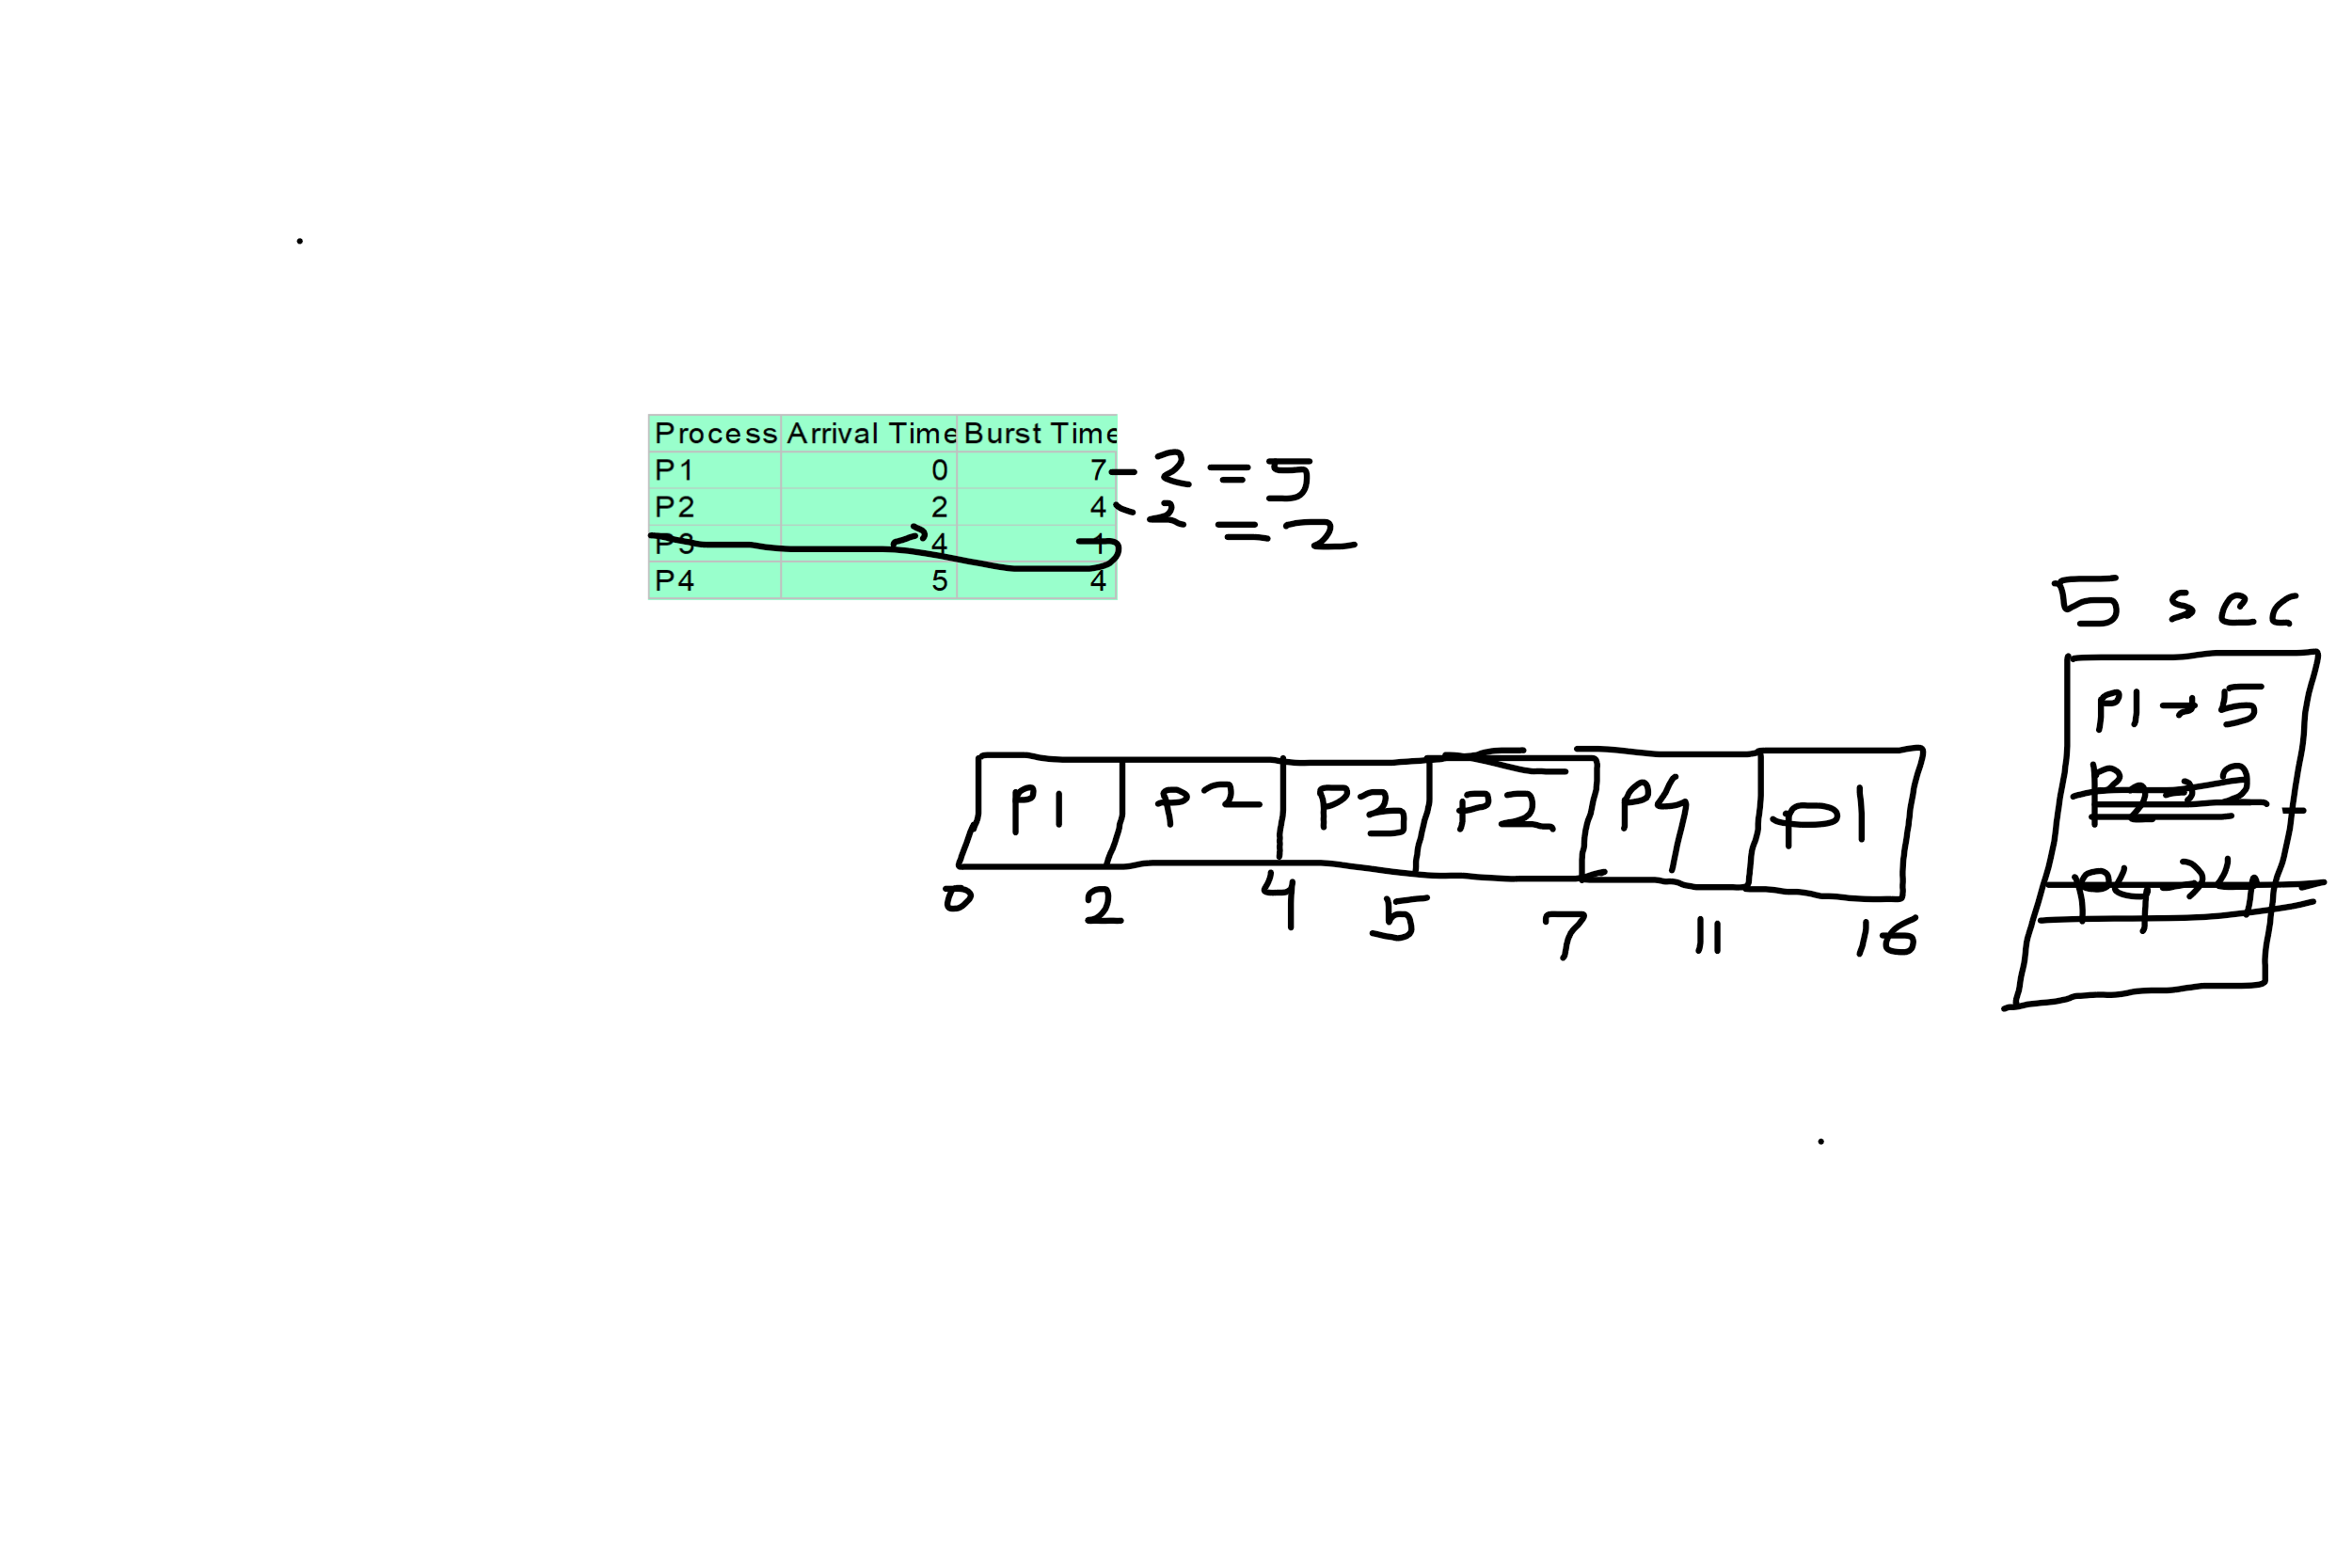 Process Arrival Time Burst Time
P1 0 7 - 2 = 5
P2 2 4 - 2 = 2
P3 4 1
P4 5 4
5 sec
P1 → 5
P2 → 2
P4 → 4
P1 P2 P3 P2 P4 P1
0 2 4 5 7 11 16